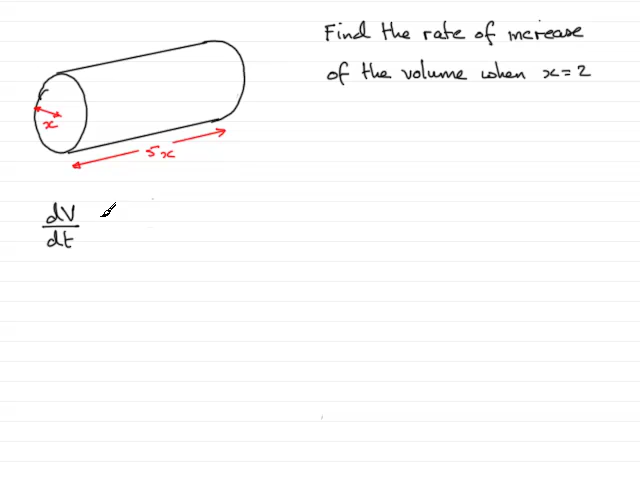 Find the rate of increase
of the volume when x = 2
x
5x
dV
dt